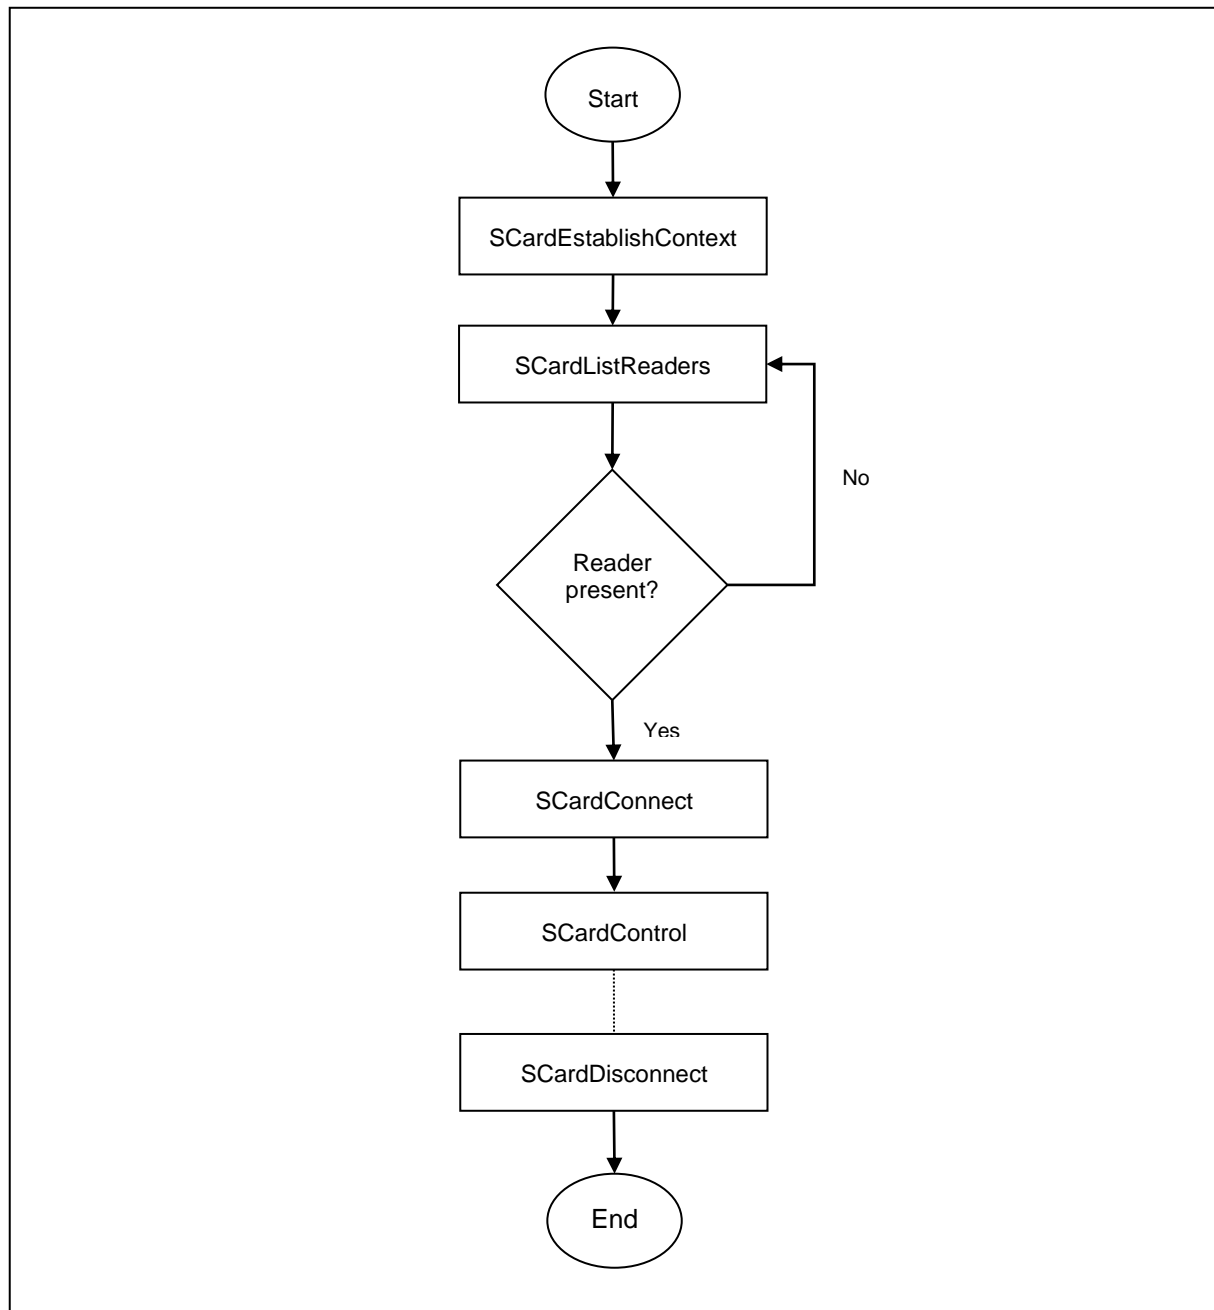 Start
SCardEstablishContext
SCardListReaders
No
Reader
present?
Yes
SCardConnect
SCardControl
SCardDisconnect
End